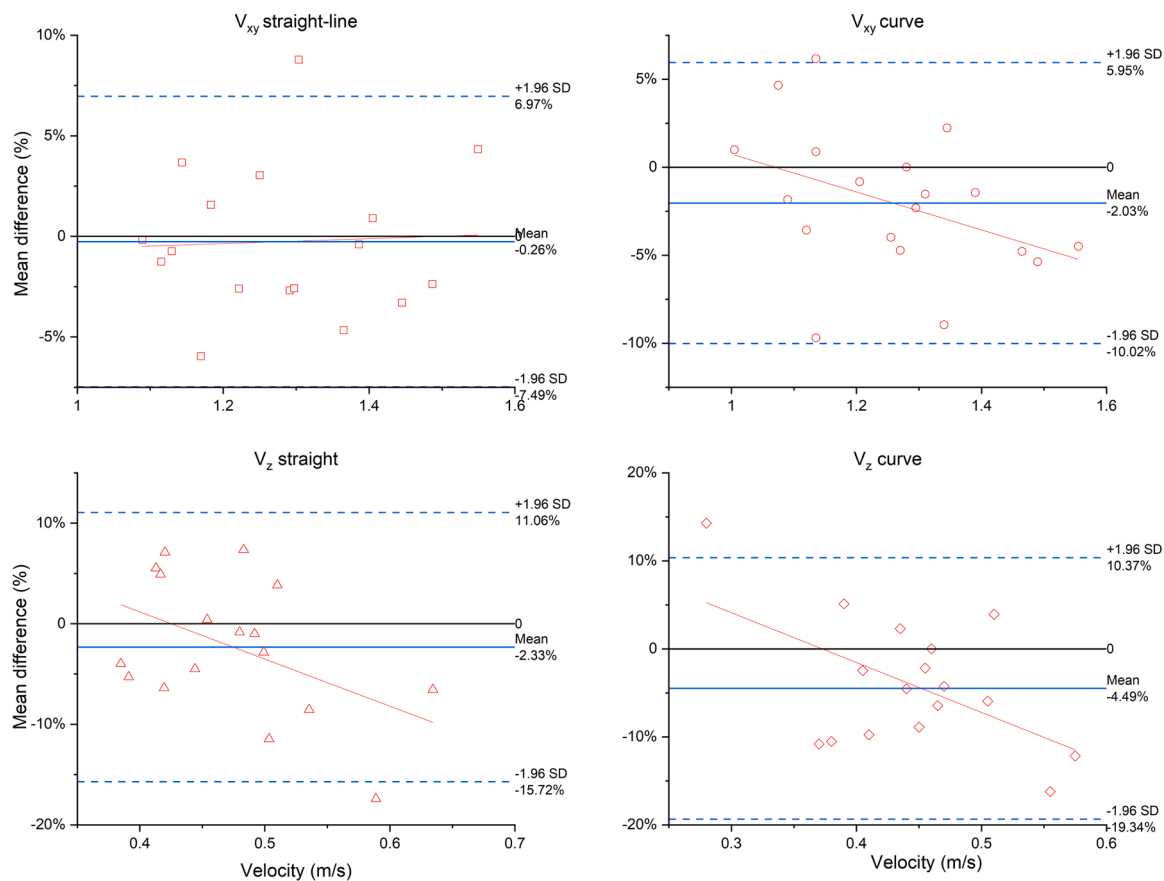 V_xy straight-line
10%
5%
0
-5%
Mean difference (%)
1
1.2
1.4
1.6
+1.96 SD
6.97%
0
Mean
-0.26%
-1.96 SD
-7.49%
V_xy curve
5%
0
-5%
-10%
1
1.2
1.4
1.6
+1.96 SD
5.95%
0
Mean
-2.03%
-1.96 SD
-10.02%
V_z straight
10%
0
-10%
-20%
Mean difference (%)
0.4
0.5
0.6
0.7
Velocity (m/s)
+1.96 SD
11.06%
0
Mean
-2.33%
-1.96 SD
-15.72%
V_z curve
20%
10%
0
-10%
-20%
0.3
0.4
0.5
0.6
Velocity (m/s)
+1.96 SD
10.37%
0
Mean
-4.49%
-1.96 SD
-19.34%